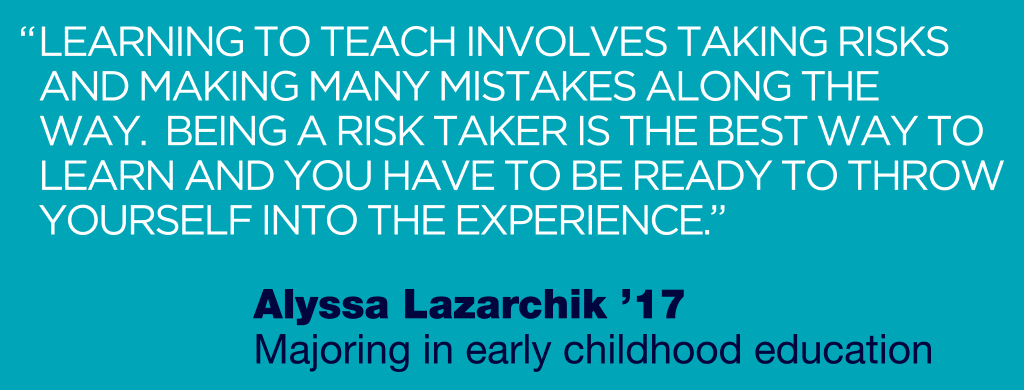 “LEARNING TO TEACH INVOLVES TAKING RISKS
AND MAKING MANY MISTAKES ALONG THE
WAY.  BEING A RISK TAKER IS THE BEST WAY TO
LEARN AND YOU HAVE TO BE READY TO THROW
YOURSELF INTO THE EXPERIENCE.”
Alyssa Lazarchik ’17
Majoring in early childhood education